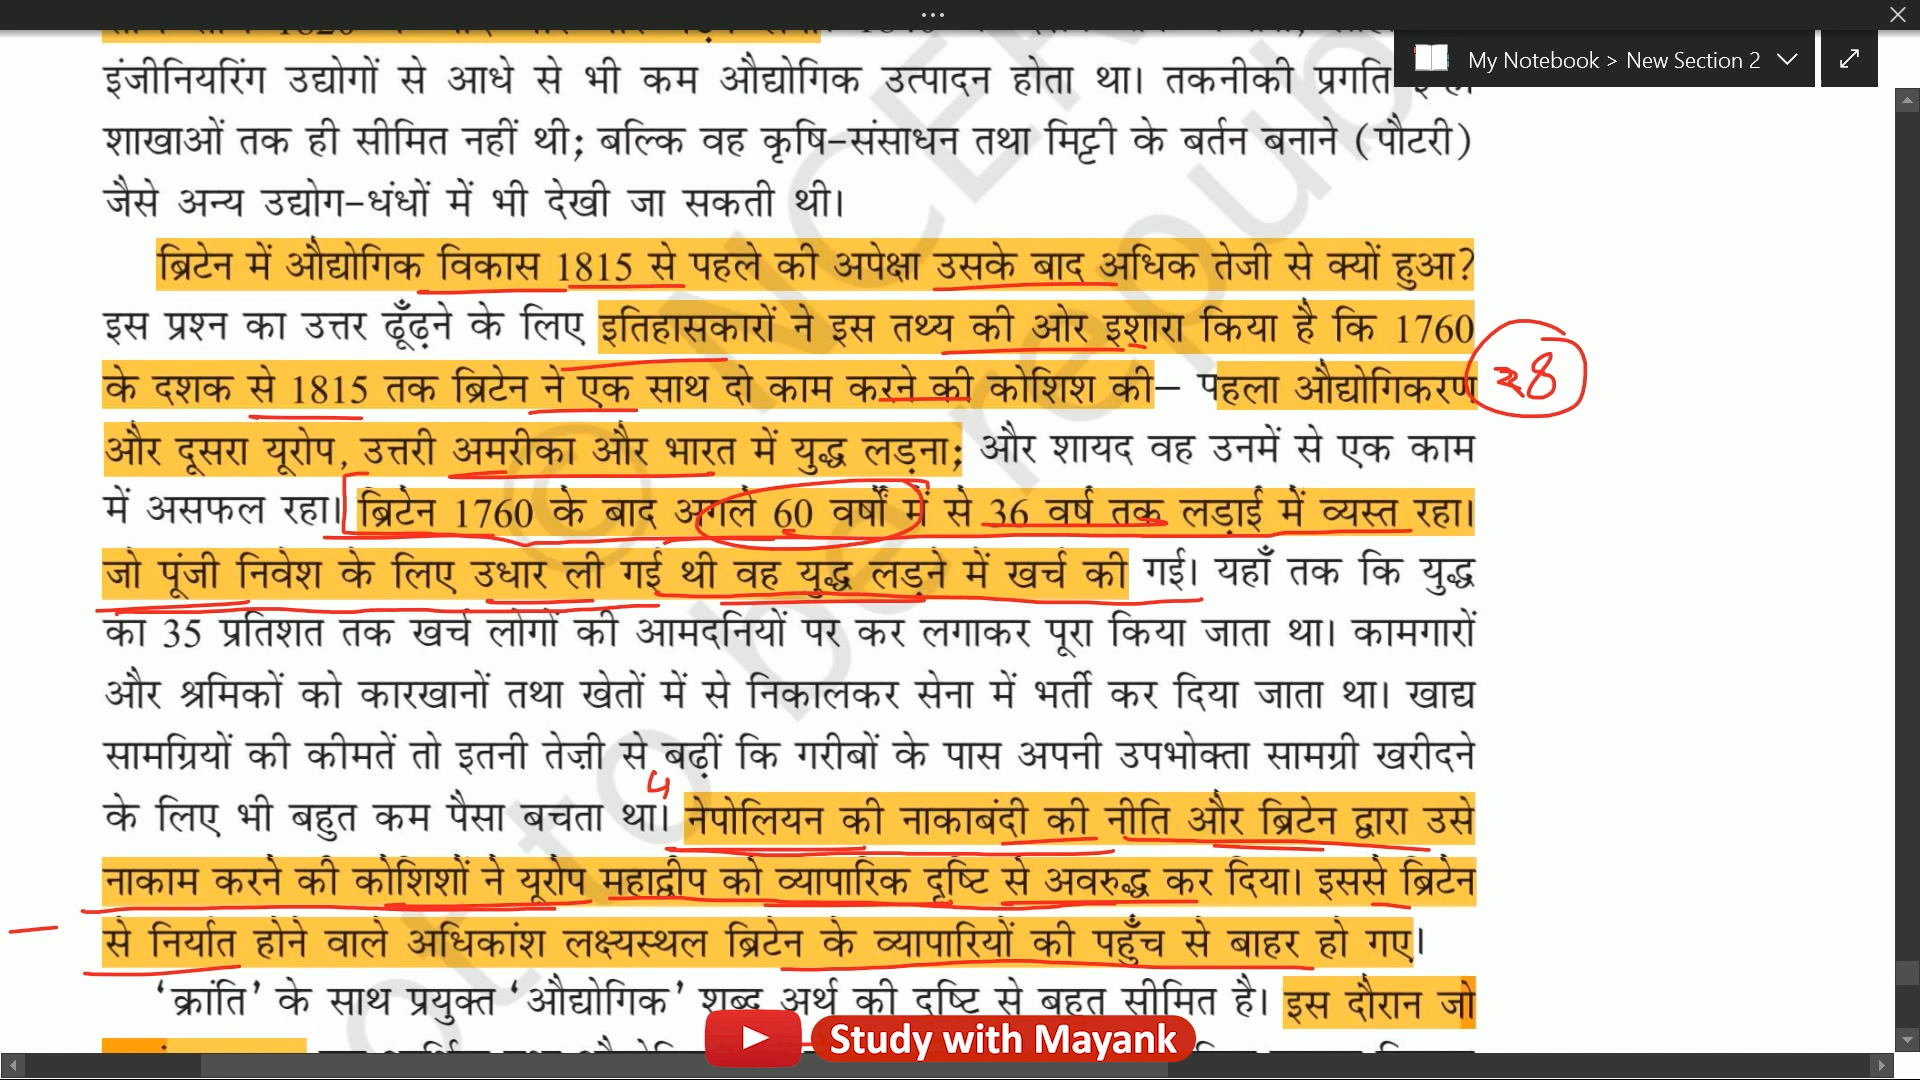 My Notebook > New Section 2
इंजीनियरिंग उद्योगों से आधे से भी कम औद्योगिक उत्पादन होता था। तकनीकी प्रगति
शाखाओं तक ही सीमित नहीं थी; बल्कि वह कृषि-संसाधन तथा मिट्टी के बर्तन बनाने (पौटरी)
जैसे अन्य उद्योग-धंधों में भी देखी जा सकती थी।
ब्रिटेन में औद्योगिक विकास 1815 से पहले की अपेक्षा उसके बाद अधिक तेजी से क्यों हुआ?
इस प्रश्न का उत्तर ढूँढ़ने के लिए इतिहासकारों ने इस तथ्य की ओर इशारा किया है कि 1760
के दशक से 1815 तक ब्रिटेन ने एक साथ दो काम करने की कोशिश की– पहला औद्योगिकरण
और दूसरा यूरोप, उत्तरी अमरीका और भारत में युद्ध लड़ना; और शायद वह उनमें से एक काम
में असफल रहा। ब्रिटेन 1760 के बाद अगले 60 वर्षों में से 36 वर्ष तक लड़ाई में व्यस्त रहा।
जो पूंजी निवेश के लिए उधार ली गई थी वह युद्ध लड़ने में खर्च की गई। यहाँ तक कि युद्ध
का 35 प्रतिशत तक खर्च लोगों की आमदनियों पर कर लगाकर पूरा किया जाता था। कामगारों
और श्रमिकों को कारखानों तथा खेतों में से निकालकर सेना में भर्ती कर दिया जाता था। खाद्य
सामग्रियों की कीमतें तो इतनी तेज़ी से बढ़ीं कि गरीबों के पास अपनी उपभोक्ता सामग्री खरीदने
के लिए भी बहुत कम पैसा बचता था। नेपोलियन की नाकाबंदी की नीति और ब्रिटेन द्वारा उसे
नाकाम करने की कोशिशों ने यूरोप महाद्वीप को व्यापारिक दृष्टि से अवरुद्ध कर दिया। इससे ब्रिटेन
से निर्यात होने वाले अधिकांश लक्ष्यस्थल ब्रिटेन के व्यापारियों की पहुँच से बाहर हो गए।
'क्रांति' के साथ प्रयुक्त 'औद्योगिक' शब्द अर्थ की दृष्टि से बहुत सीमित है। इस दौरान जो
Study with Mayank